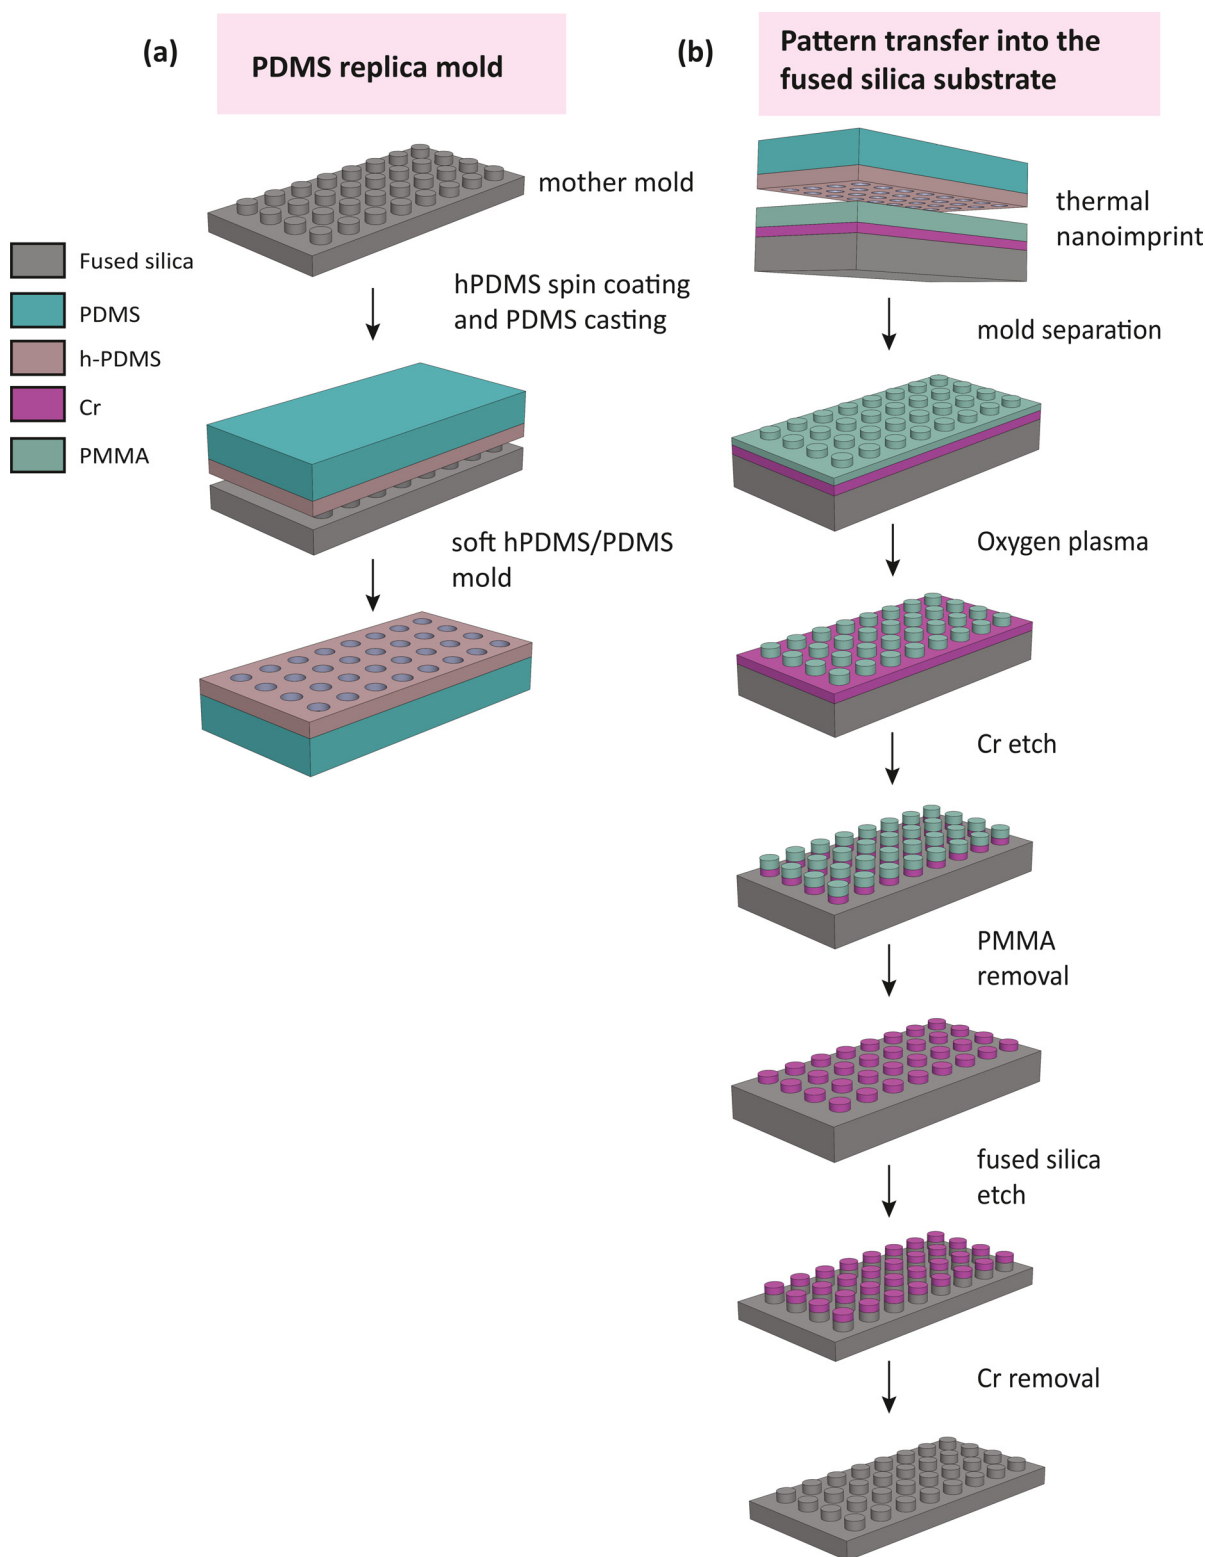 (a)
PDMS replica mold
mother mold
Fused silica
PDMS
h-PDMS
Cr
PMMA
hPDMS spin coating
and PDMS casting
soft hPDMS/PDMS
mold
(b)
Pattern transfer into the
fused silica substrate
thermal
nanoimprint
mold separation
Oxygen plasma
Cr etch
PMMA
removal
fused silica
etch
Cr removal